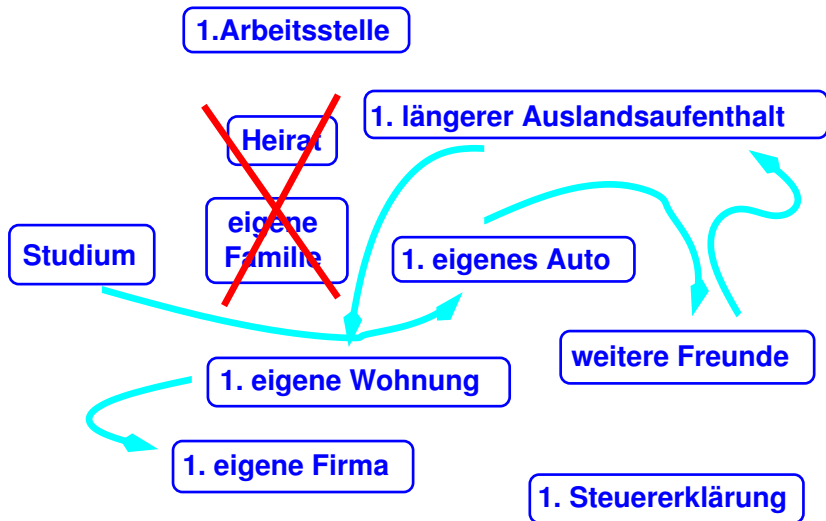 1.Arbeitsstelle
1. längerer Auslandsaufenthalt
Heirat
eigene
Familie
Studium
1. eigenes Auto
weitere Freunde
1. eigene Wohnung
1. eigene Firma
1. Steuererklärung